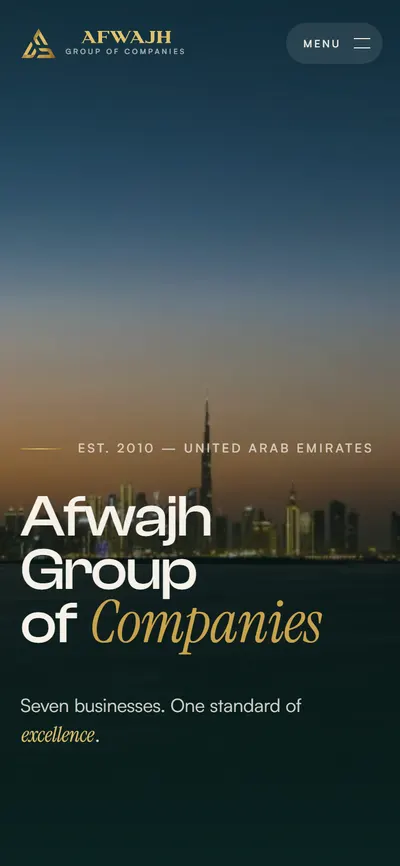 AFWAJH
GROUP OF COMPANIES
MENU
EST. 2010 — UNITED ARAB EMIRATES
Afwajh
Group
of Companies
Seven businesses. One standard of
excellence.